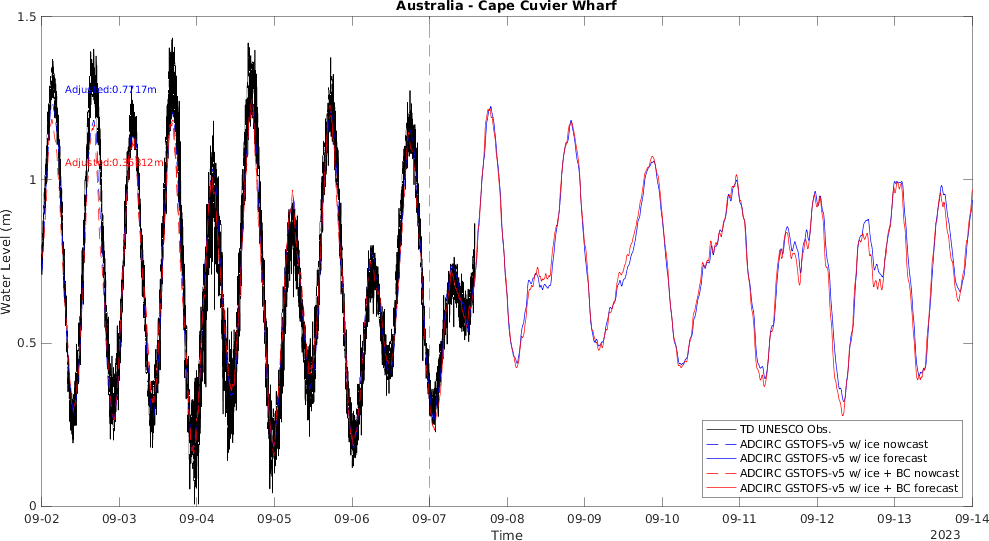 Australia - Cape Cuvier Wharf
1.5
Adjusted:0.7717m
Adjusted:0.35812m
1
0.5
0
Water Level (m)
TD UNESCO Obs.
ADCIRC GSTOFS-v5 w/ ice nowcast
ADCIRC GSTOFS-v5 w/ ice forecast
ADCIRC GSTOFS-v5 w/ ice + BC nowcast
ADCIRC GSTOFS-v5 w/ ice + BC forecast
09-02 09-03 09-04 09-05 09-06 09-07 09-08 09-09 09-10 09-11 09-12 09-13 09-14
Time
2023